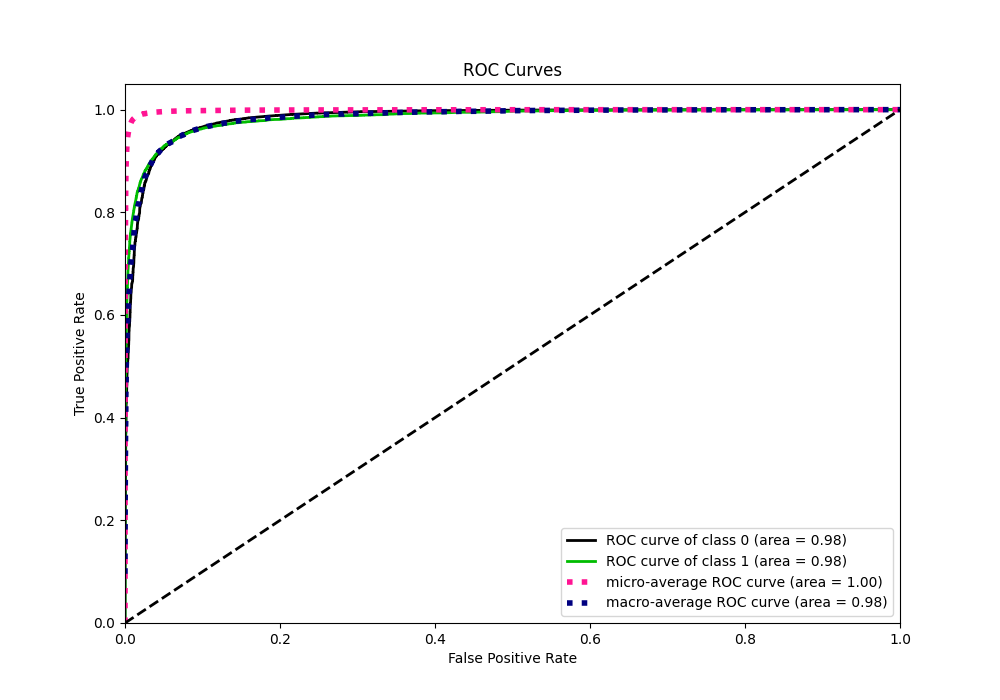 ROC Curves
True Positive Rate
1.0
0.8
0.6
0.4
0.2
0.0
0.0 0.2 0.4 0.6 0.8 1.0
False Positive Rate
ROC curve of class 0 (area = 0.98)
ROC curve of class 1 (area = 0.98)
micro-average ROC curve (area = 1.00)
macro-average ROC curve (area = 0.98)